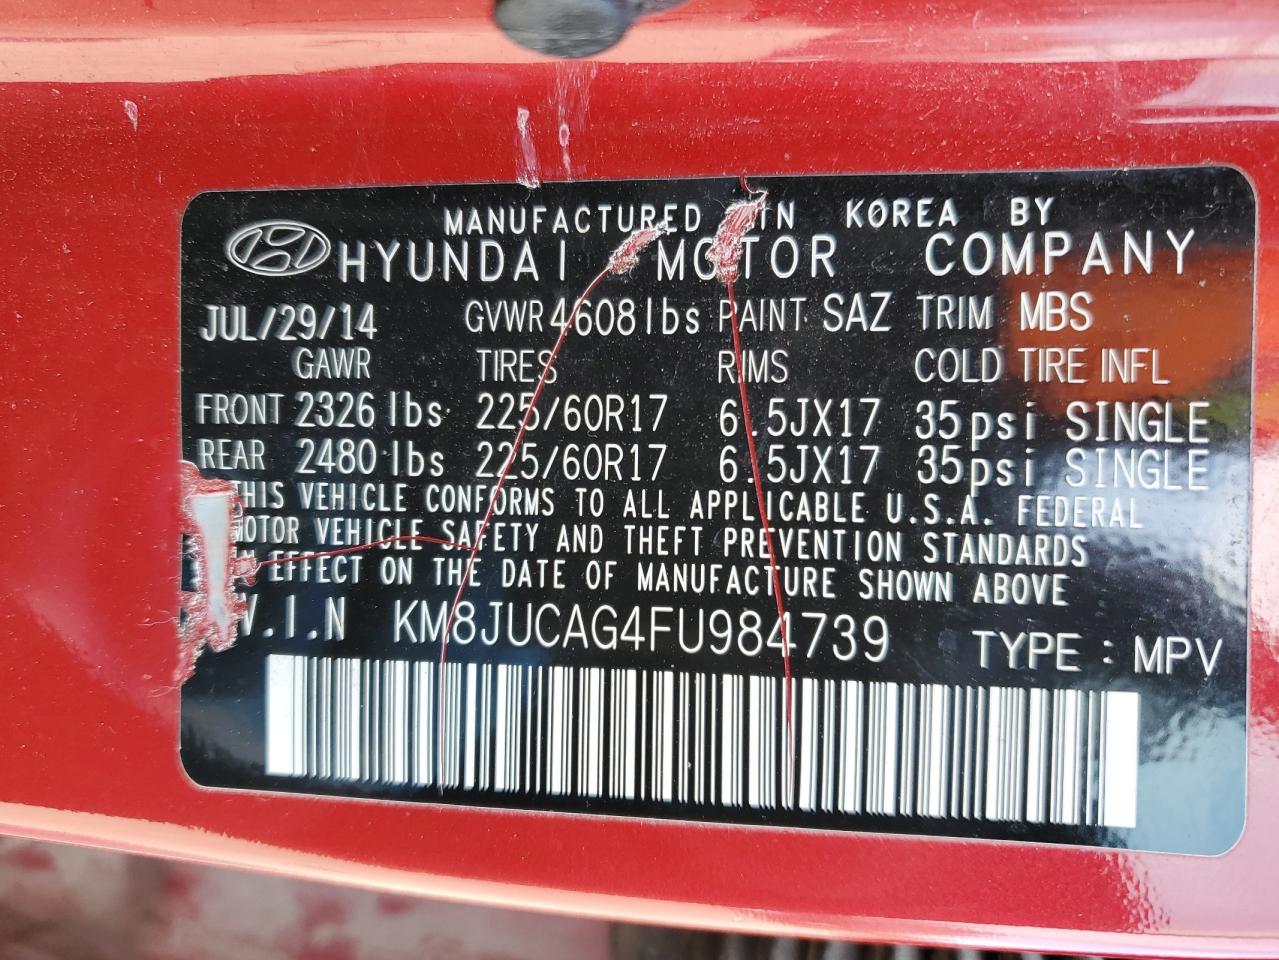 MANUFACTURED IN KOREA BY
HYUNDAI MOTOR COMPANY
JUL/29/14 GVWR 4608lbs PAINT SAZ TRIM MBS
GAWR TIRES RIMS COLD TIRE INFL
FRONT 2326 lbs 225/60R17 6.5JX17 35psi SINGLE
REAR 2480 lbs 225/60R17 6.5JX17 35psi SINGLE
THIS VEHICLE CONFORMS TO ALL APPLICABLE U.S.A. FEDERAL
MOTOR VEHICLE SAFETY AND THEFT PREVENTION STANDARDS
IN EFFECT ON THE DATE OF MANUFACTURE SHOWN ABOVE
V.I.N KM8JUCAG4FU984739 TYPE : MPV